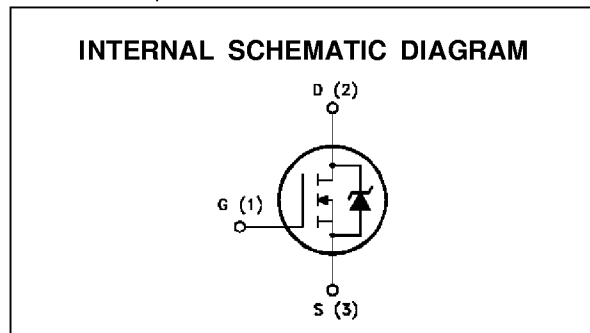 INTERNAL SCHEMATIC DIAGRAM
D (2)
G (1)
S (3)